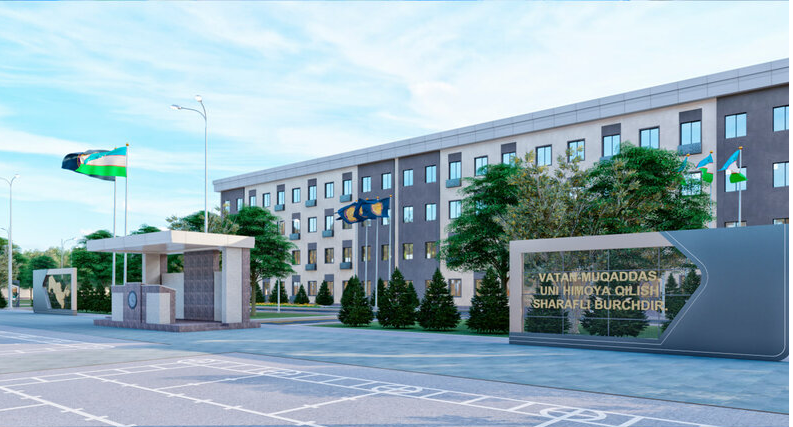 VATAN-MUQADDAS,
UNI HIMOYA QILISH
SHARAFLI BURCHDIR